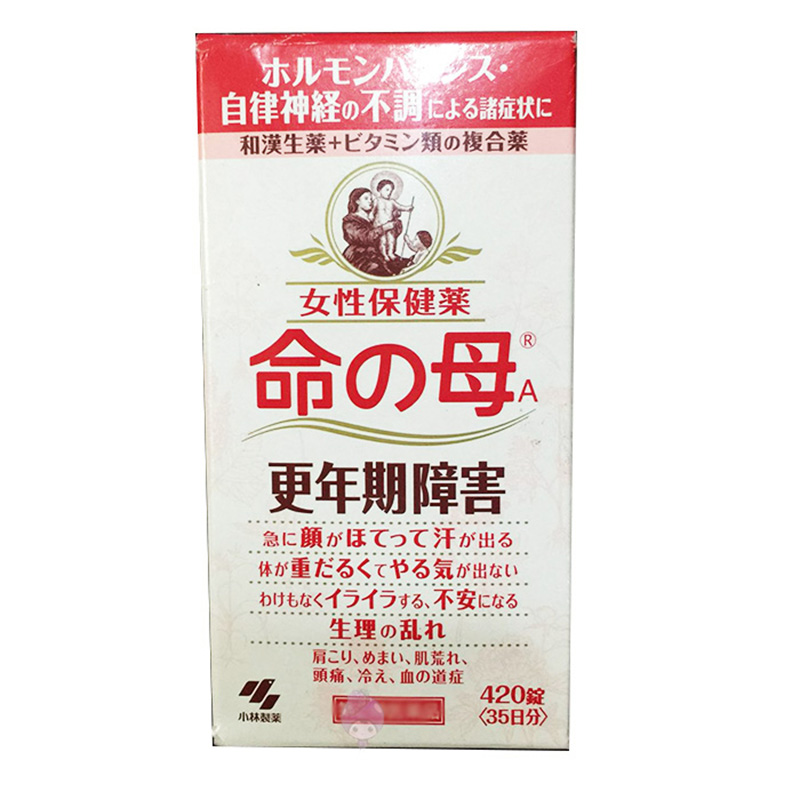 ホルモンバランス・
自律神経の不調による諸症状に
和漢生薬+ビタミン類の複合薬
女性保健薬
命の母®A
更年期障害
急に顔がほてって汗が出る
体が重だるくてやる気が出ない
わけもなくイライラする、不安になる
生理の乱れ
肩こり、めまい、肌荒れ、
頭痛、冷え、血の道症
小林製薬
420錠
〈35日分〉